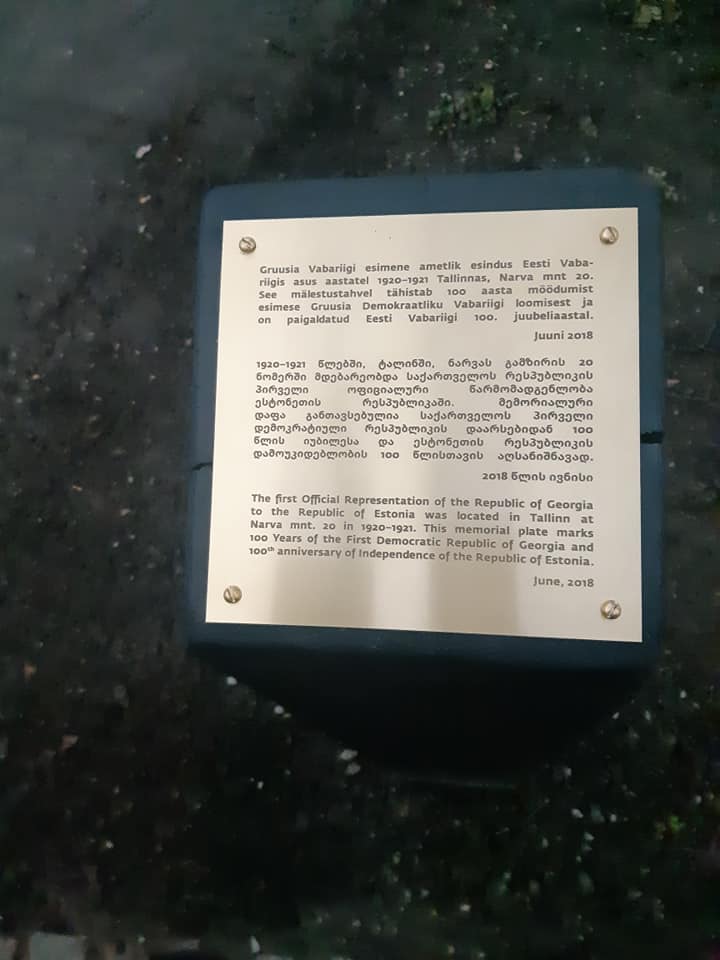 Gruusia Vabariigi esimene ametlik esindus Eesti Vaba-
riigis asus aastatel 1920–1921 Tallinnas, Narva mnt 20.
See mälestustahvel tähistab 100 aasta möödumist
esimese Gruusia Demokraatliku Vabariigi loomisest ja
on paigaldatud Eesti Vabariigi 100. juubeliaastal.
Juuni 2018
1920–1921 წლებში, ტალინში, ნარვას გამზირის 20
ნომერში მდებარეობდა საქართველოს რესპუბლიკის
პირველი ოფიციალური წარმომადგენლობა
ესტონეთის რესპუბლიკაში. მემორიალური
დაფა განთავსებულია საქართველოს პირველი
დემოკრატიული რესპუბლიკის დაარსებიდან 100
წლის იუბილესა და ესტონეთის რესპუბლიკის
დამოუკიდებლობის 100 წლისთავის აღსანიშნავად.
2018 წლის ივნისი
The first Official Representation of the Republic of Georgia
to the Republic of Estonia was located in Tallinn at
Narva mnt. 20 in 1920–1921. This memorial plate marks
100 Years of the First Democratic Republic of Georgia and
100th anniversary of Independence of the Republic of Estonia.
June, 2018